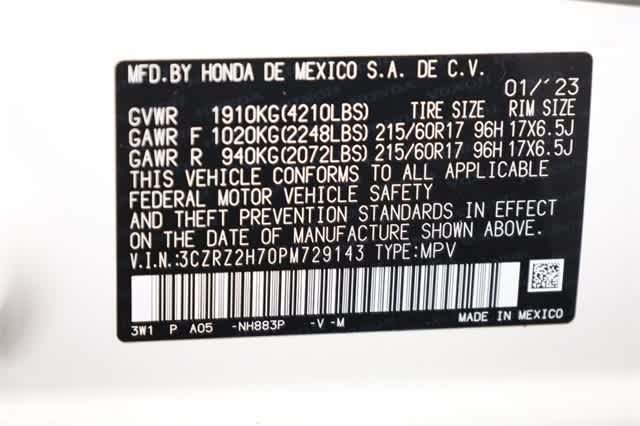 MFD.BY HONDA DE MEXICO S.A. DE C.V.
01/'23
GVWR 1910KG(4210LBS) TIRE SIZE RIM SIZE
GAWR F 1020KG(2248LBS) 215/60R17 96H 17X6.5J
GAWR R 940KG(2072LBS) 215/60R17 96H 17X6.5J
THIS VEHICLE CONFORMS TO ALL APPLICABLE
FEDERAL MOTOR VEHICLE SAFETY
AND THEFT PREVENTION STANDARDS IN EFFECT
ON THE DATE OF MANUFACTURE SHOWN ABOVE.
V.I.N.:3CZRZ2H70PM729143 TYPE:MPV
3W1 P A05 -NH883P -V -M MADE IN MEXICO